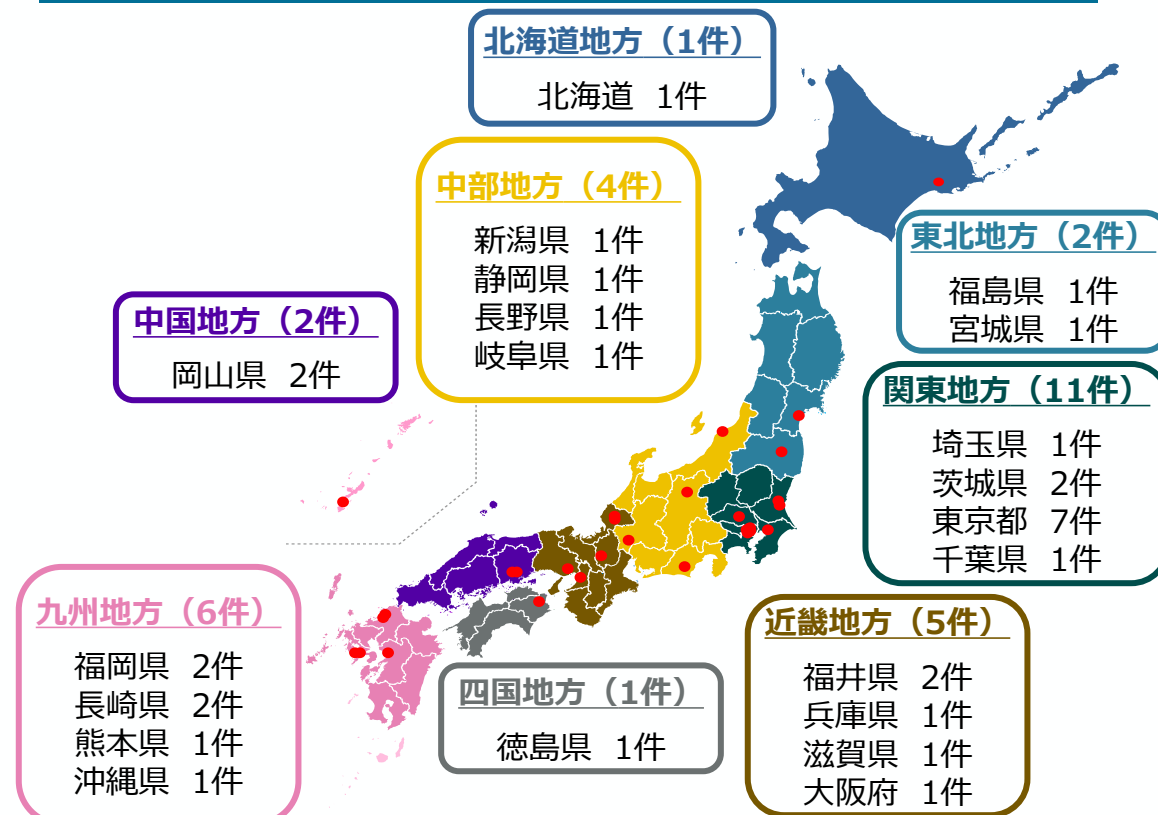 北海道地方（1件）
北海道 1件
中部地方（4件）
新潟県 1件
静岡県 1件
長野県 1件
岐阜県 1件
東北地方（2件）
福島県 1件
宮城県 1件
中国地方（2件）
岡山県 2件
関東地方（11件）
埼玉県 1件
茨城県 2件
東京都 7件
千葉県 1件
九州地方（6件）
福岡県 2件
長崎県 2件
熊本県 1件
沖縄県 1件
四国地方（1件）
徳島県 1件
近畿地方（5件）
福井県 2件
兵庫県 1件
滋賀県 1件
大阪府 1件